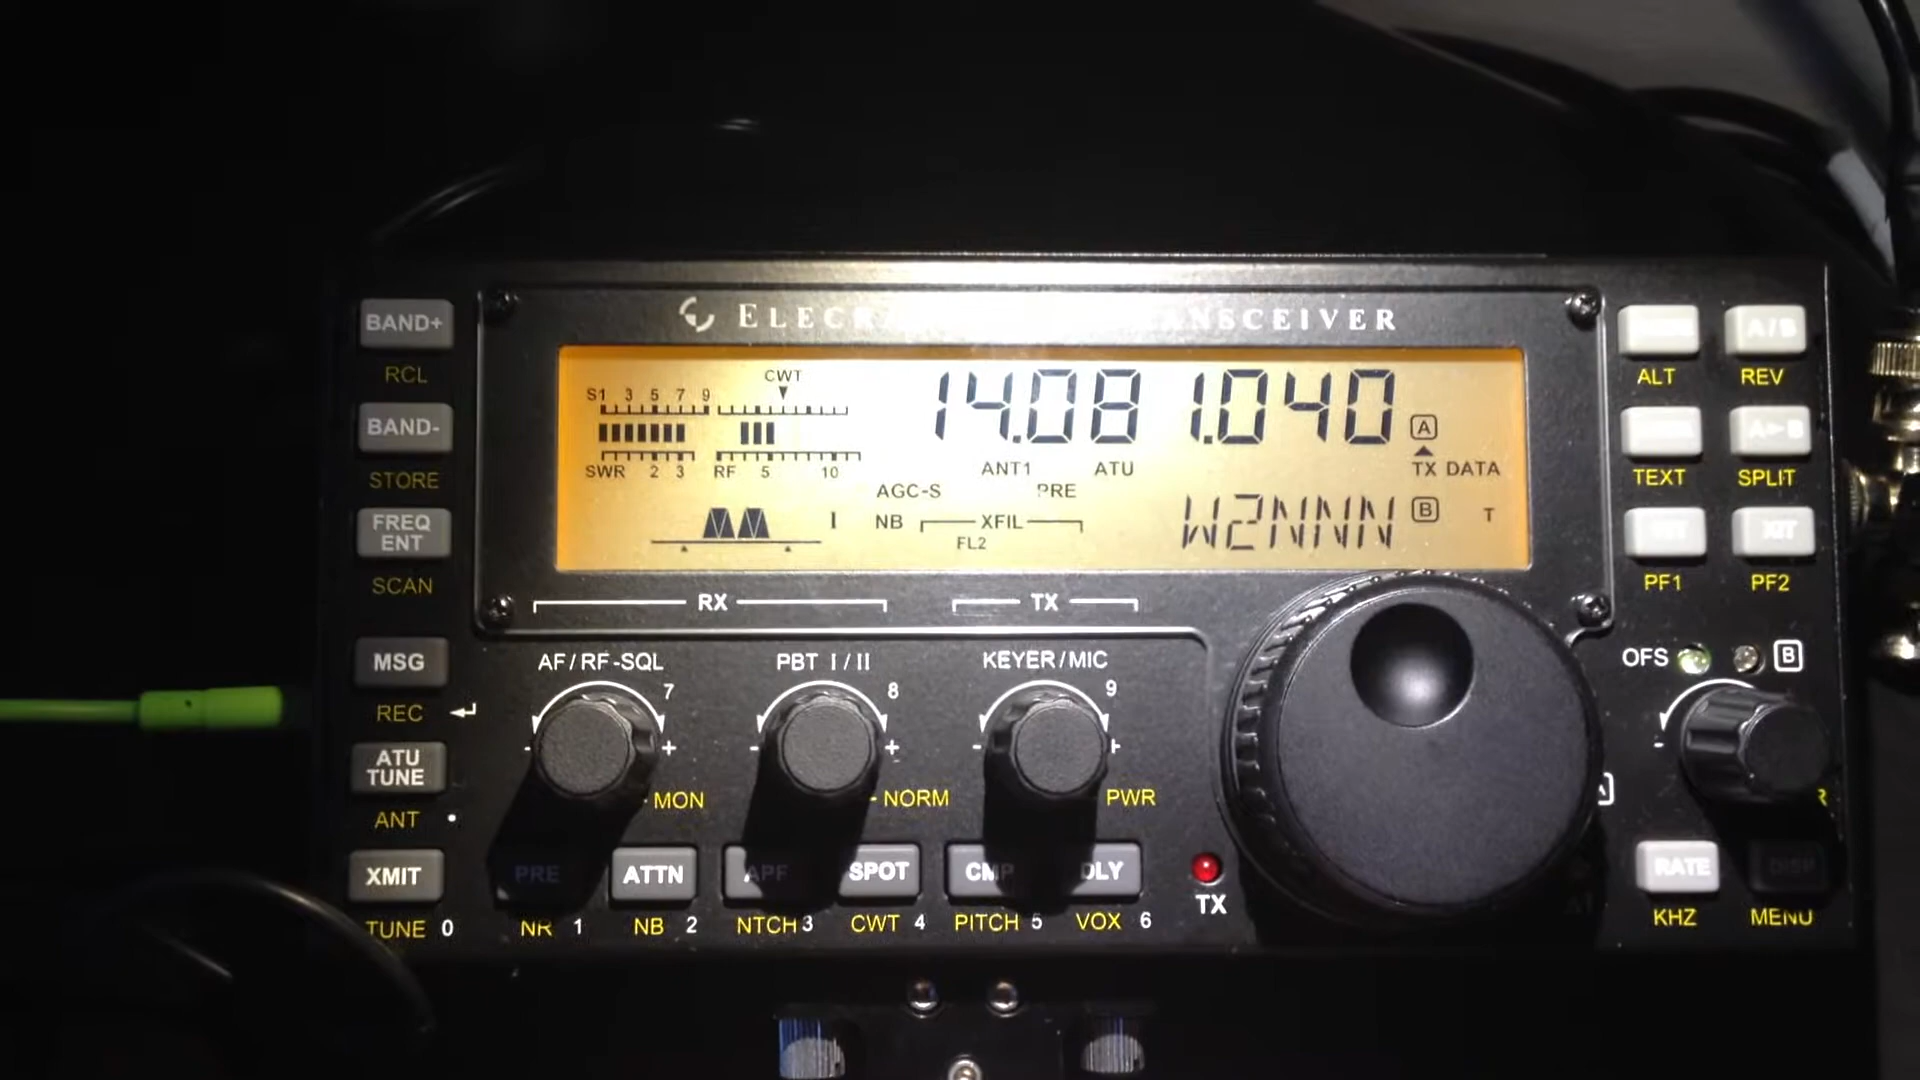 ELECR ANSCEIVER
BAND+
RCL
BAND-
STORE
FREQ
ENT
SCAN
MSG
REC
ATU
TUNE
ANT
XMIT
TUNE 0
CWT
S1 3 5 7 9
SWR 2 3 RF 5 10
14.081.040
A
ANT1 ATU
TX DATA
AGC-S PRE
I NB XFIL
FL2
W2NNN
B
T
RX
TX
AF/RF-SQL
7
- +
MON
PBT I/II
8
- +
NORM
KEYER/MIC
9
- +
PWR
PRE
ATTN
APF
SPOT
CMP
DLY
NR 1
NB 2
NTCH 3
CWT 4
PITCH 5
VOX 6
TX
A/B
ALT
REV
A►B
TEXT
SPLIT
XIT
PF1
PF2
OFS
B
-
RATE
DISP
KHZ
MENU